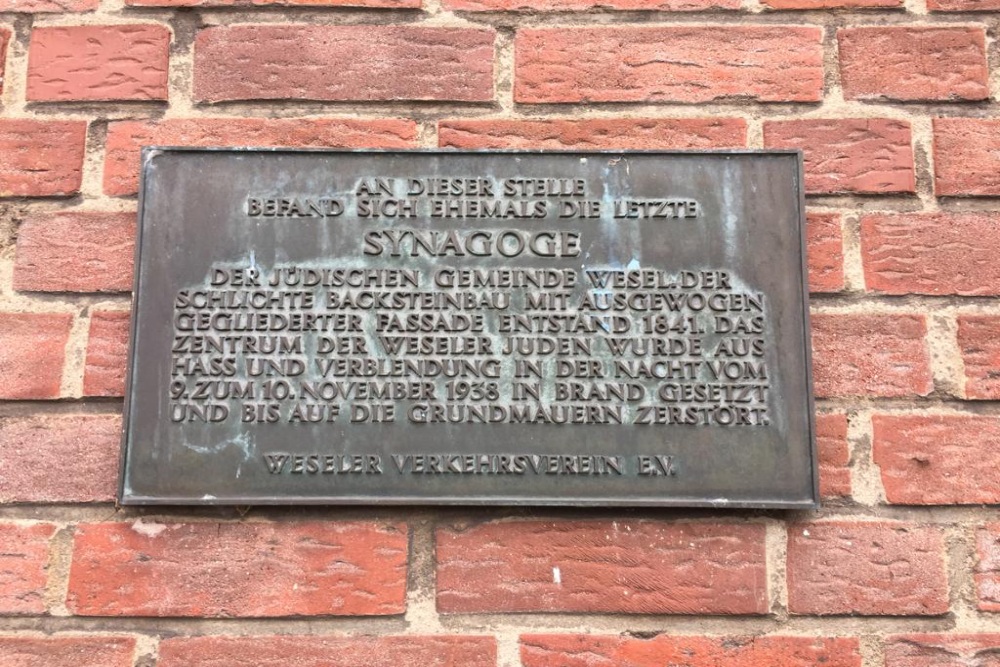 AN DIESER STELLE
BEFAND SICH EHEMALS DIE LETZTE
SYNAGOGE
DER JÜDISCHEN GEMEINDE WESEL. DER
SCHLICHTE BACKSTEINBAU MIT AUSGEWOGEN
GEGLIEDERTER FASSADE ENTSTAND 1841. DAS
ZENTRUM DER WESELER JUDEN WURDE AUS
HASS UND VERBLENDUNG IN DER NACHT VOM
9. ZUM 10. NOVEMBER 1938 IN BRAND GESETZT
UND BIS AUF DIE GRUNDMAUERN ZERSTÖRT.
WESELER VERKEHRSVEREIN E.V.